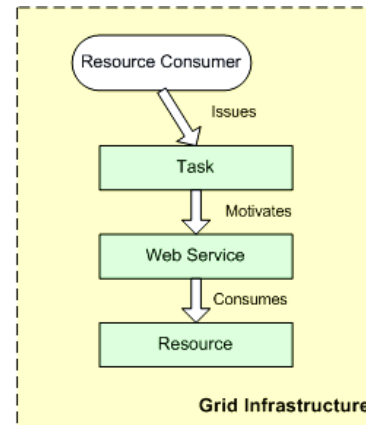 Resource Consumer
Issues
Task
Motivates
Web Service
Consumes
Resource
Grid Infrastructure